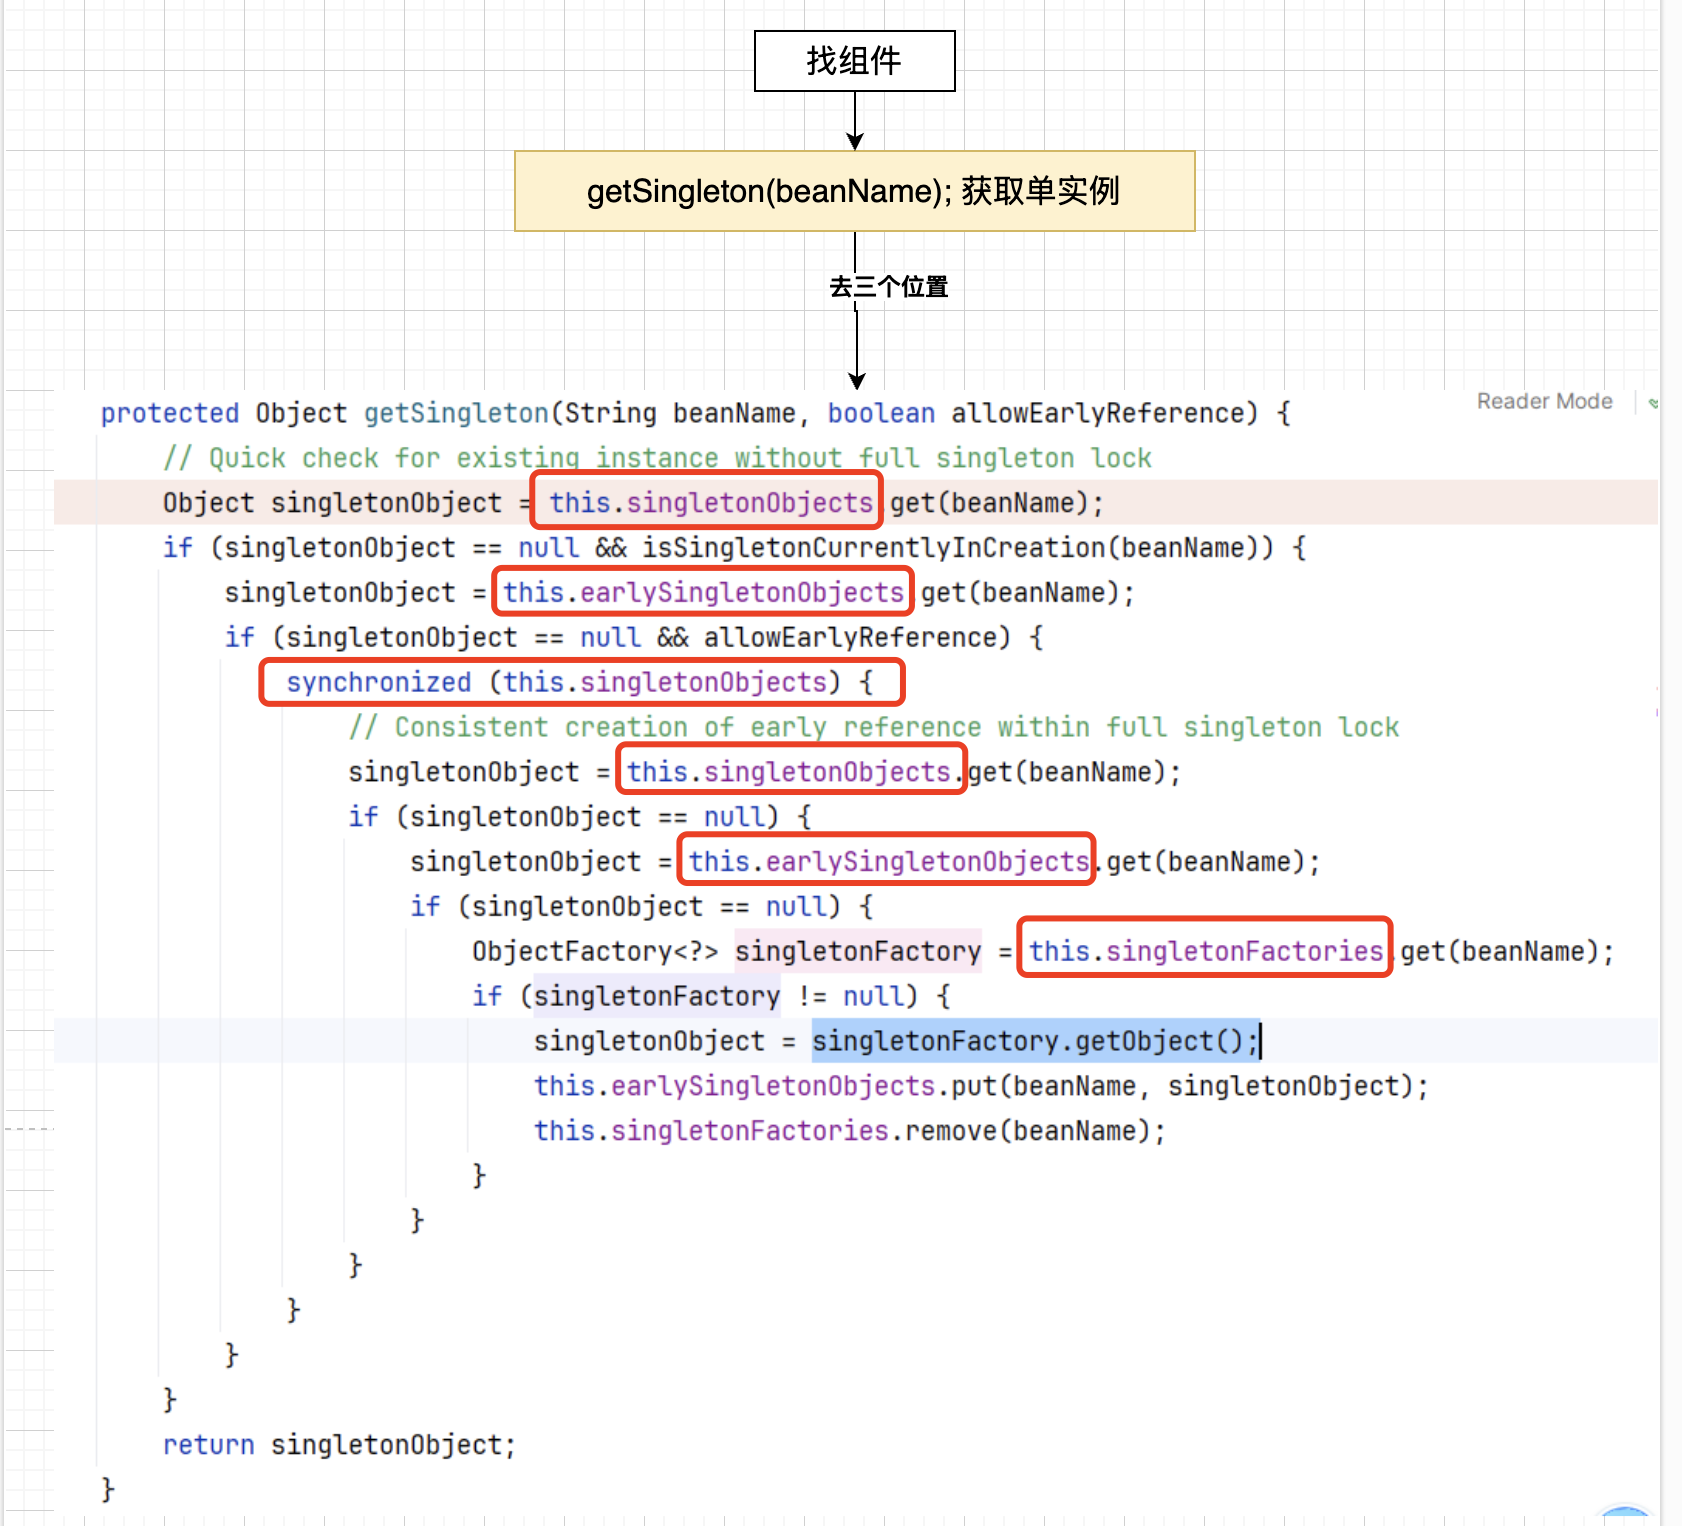 找组件
getSingleton(beanName); 获取单实例
去三个位置
Reader Mode
protected Object getSingleton(String beanName, boolean allowEarlyReference) {
// Quick check for existing instance without full singleton lock
Object singletonObject = this.singletonObjects.get(beanName);
if (singletonObject == null && isSingletonCurrentlyInCreation(beanName)) {
singletonObject = this.earlySingletonObjects.get(beanName);
if (singletonObject == null && allowEarlyReference) {
synchronized (this.singletonObjects) {
// Consistent creation of early reference within full singleton lock
singletonObject = this.singletonObjects.get(beanName);
if (singletonObject == null) {
singletonObject = this.earlySingletonObjects.get(beanName);
if (singletonObject == null) {
ObjectFactory<?> singletonFactory = this.singletonFactories.get(beanName);
if (singletonFactory != null) {
singletonObject = singletonFactory.getObject();
this.earlySingletonObjects.put(beanName, singletonObject);
this.singletonFactories.remove(beanName);
}
}
}
}
}
}
return singletonObject;
}